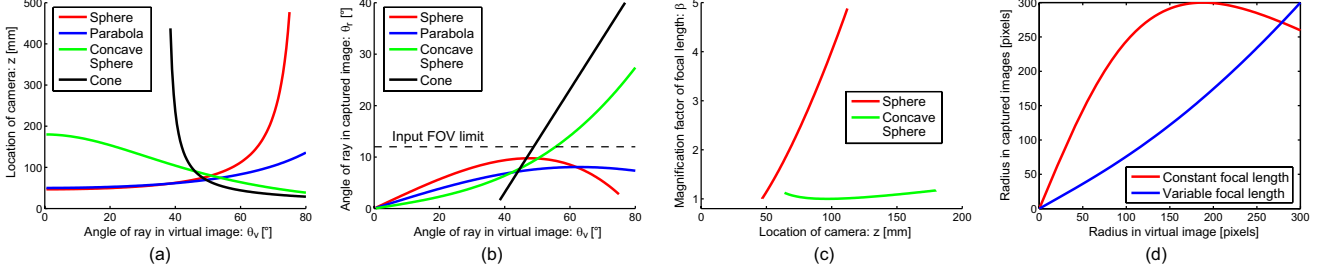 500
400
300
200
100
0
0
20
40
60
80
Location of camera: z [mm]
Angle of ray in virtual image: θv [°]
Sphere
Parabola
Concave
Sphere
Cone
(a)
40
30
20
10
0
0
20
40
60
80
Angle of ray in captured image: θr [°]
Angle of ray in virtual image: θv [°]
Sphere
Parabola
Concave
Sphere
Cone
Input FOV limit
(b)
5
4
3
2
1
0
50
100
150
200
Magnification factor of focal length: β
Location of camera: z [mm]
Sphere
Concave
Sphere
(c)
300
250
200
150
100
50
0
0
50
100
150
200
250
300
Radius in captured images [pixels]
Radius in virtual image [pixels]
Constant focal length
Variable focal length
(d)